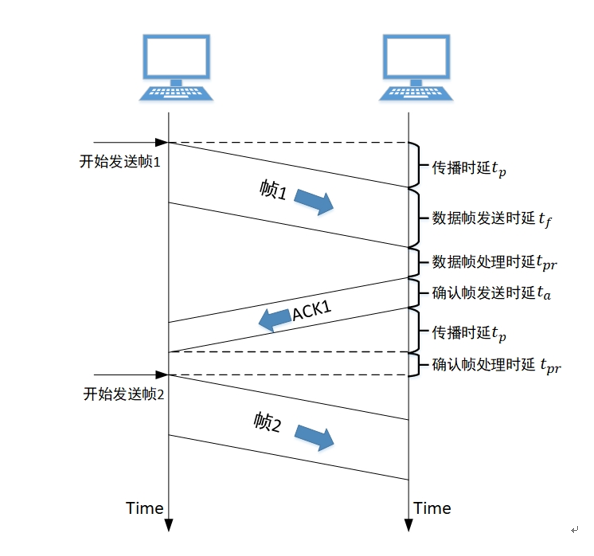 开始发送帧1
传播时延tp
帧1
数据帧发送时延 tf
数据帧处理时延tpr
确认帧发送时延ta
ACK1
传播时延tp
确认帧处理时延 tpr
开始发送帧2
帧2
Time
Time